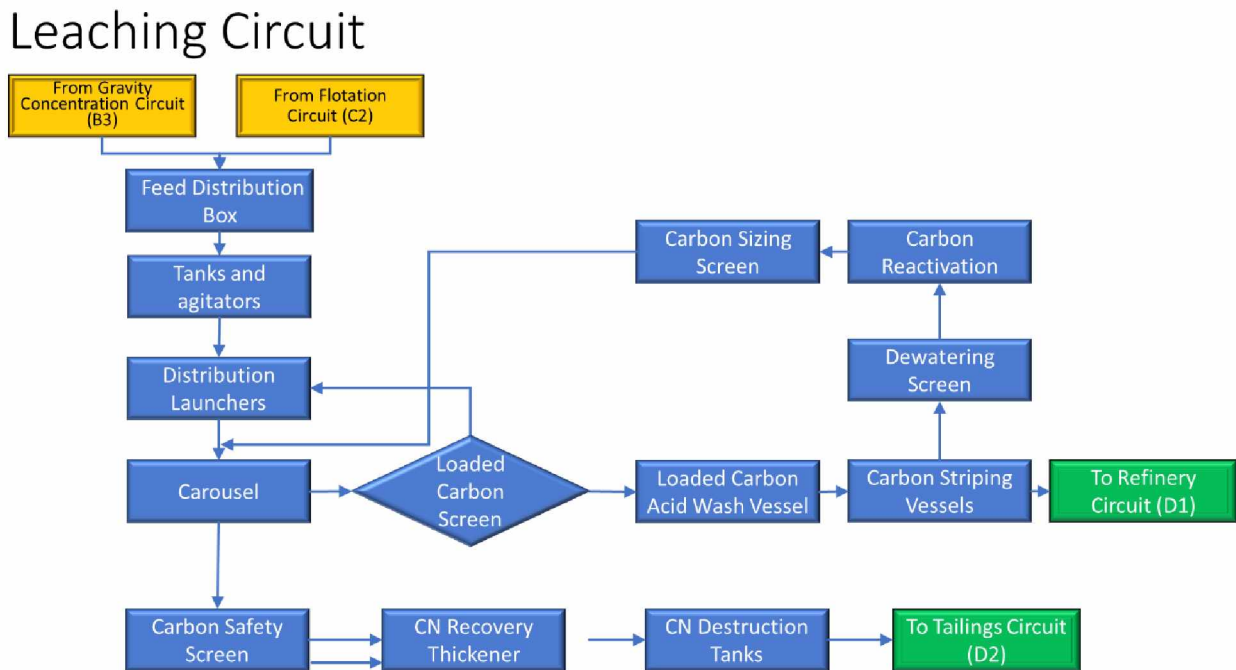 Leaching Circuit
From Gravity
Concentration Circuit
(B3)
From Flotation
Circuit (C2)
Feed Distribution
Box
Tanks and
agitators
Distribution
Launchers
Carousel
Loaded
Carbon
Screen
Carbon Sizing
Screen
Carbon
Reactivation
Dewatering
Screen
Loaded Carbon
Acid Wash Vessel
Carbon Striping
Vessels
To Refinery
Circuit (D1)
Carbon Safety
Screen
CN Recovery
Thickener
CN Destruction
Tanks
To Tailings Circuit
(D2)